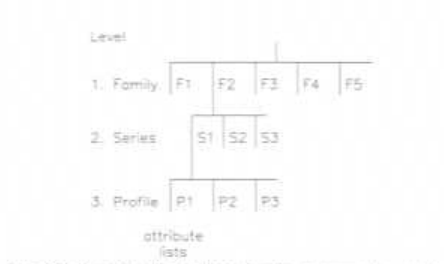 Level
1. Family F1 F2 F3 F4 F5
2. Series S1 S2 S3
3. Profile P1 P2 P3
attribute
lists